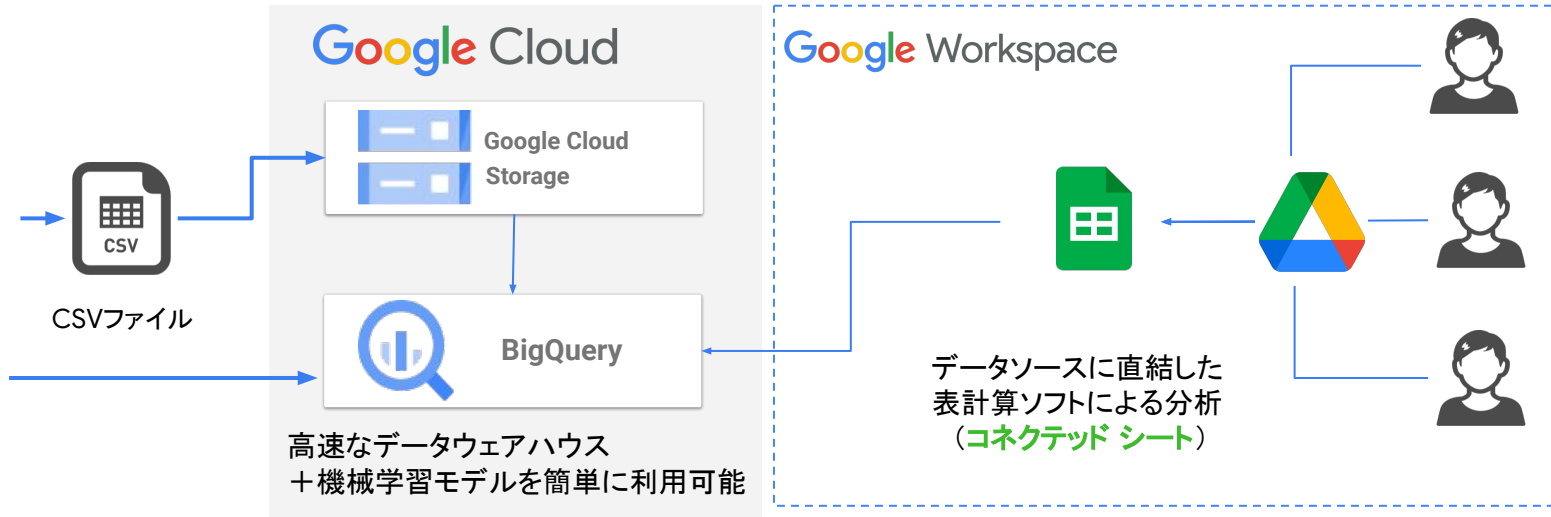 Google Cloud
Google Workspace
Google Cloud
Storage
CSV
CSVファイル
BigQuery
高速なデータウェアハウス
＋機械学習モデルを簡単に利用可能
データソースに直結した
表計算ソフトによる分析
（コネクテッド シート）